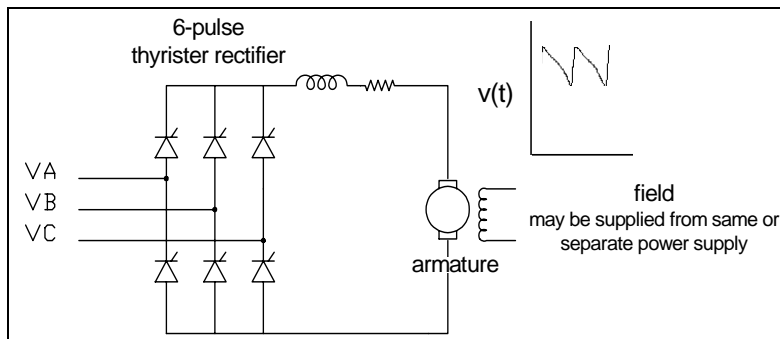 6-pulse
thyrister rectifier
v(t)
VA
VB
VC
field
may be supplied from same or
separate power supply
armature